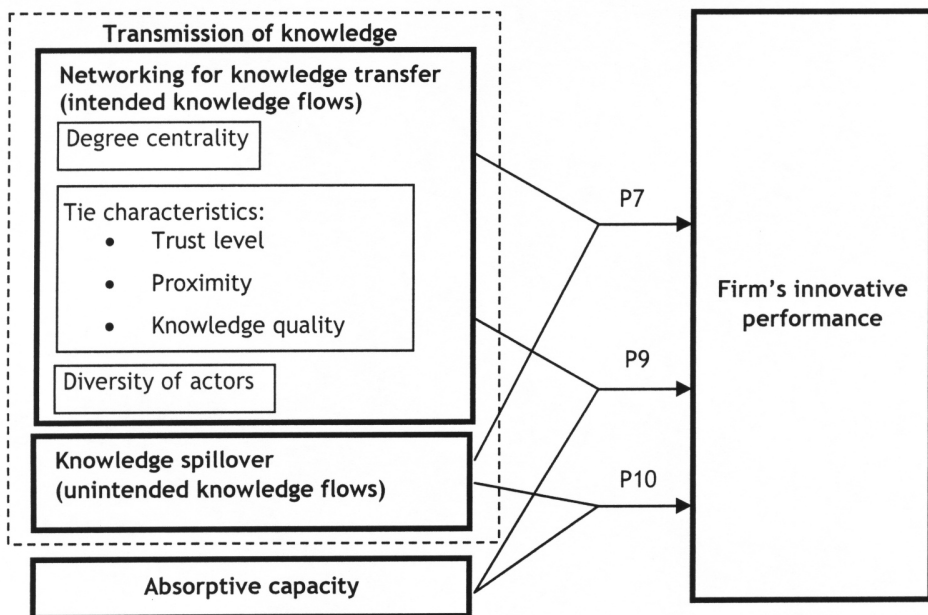 Transmission of knowledge
Networking for knowledge transfer
(intended knowledge flows)
Degree centrality
Tie characteristics:
• Trust level
• Proximity
• Knowledge quality
Diversity of actors
Knowledge spillover
(unintended knowledge flows)
Absorptive capacity
P7
P9
P10
Firm's innovative
performance